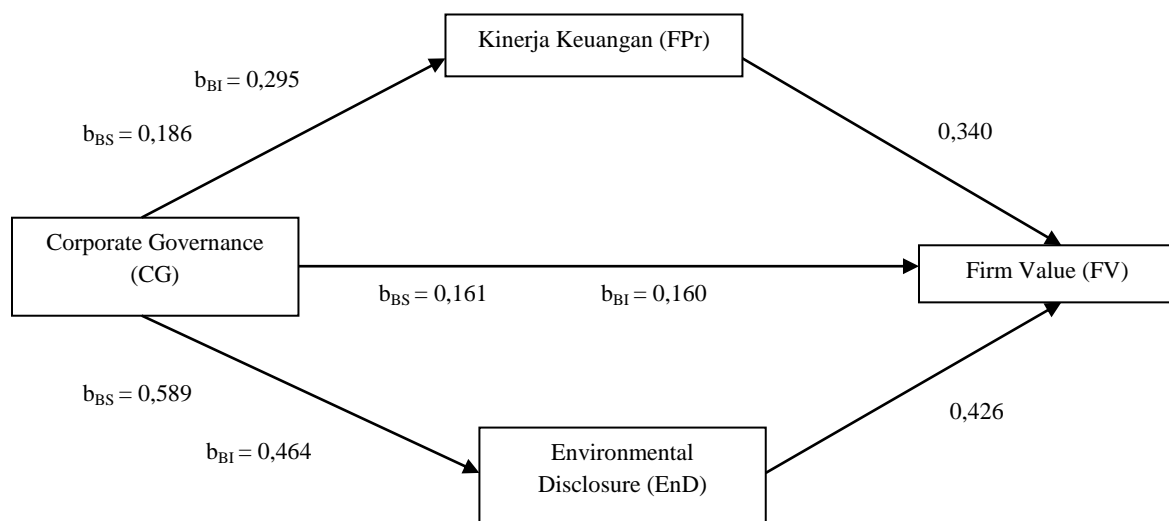 Kinerja Keuangan (FPr)
b_BI = 0,295
b_BS = 0,186
0,340
Corporate Governance
(CG)
Firm Value (FV)
b_BS = 0,161
b_BI = 0,160
b_BS = 0,589
b_BI = 0,464
0,426
Environmental
Disclosure (EnD)